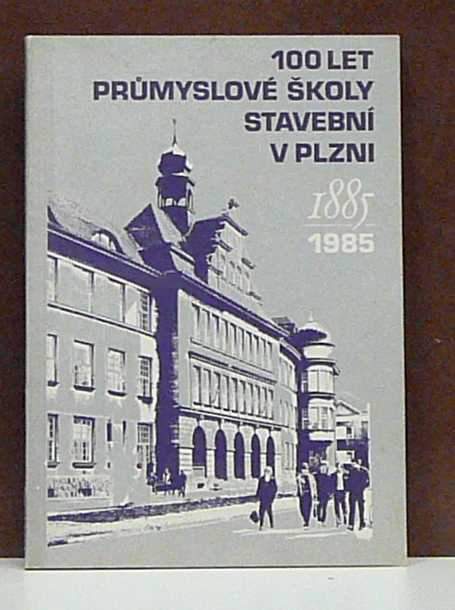 100 LET
PRŮMYSLOVÉ ŠKOLY
STAVEBNÍ
V PLZNI
1885
1985